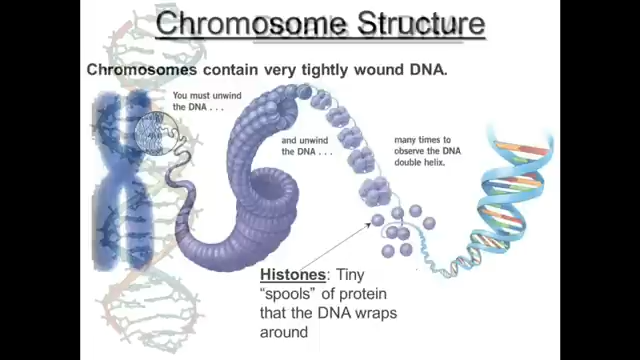 Chromosome Structure
Chromosomes contain very tightly wound DNA.
You must unwind
the DNA . . .
and unwind
the DNA . . .
many times to
observe the DNA
double helix.
Histones: Tiny
“spools” of protein
that the DNA wraps
around